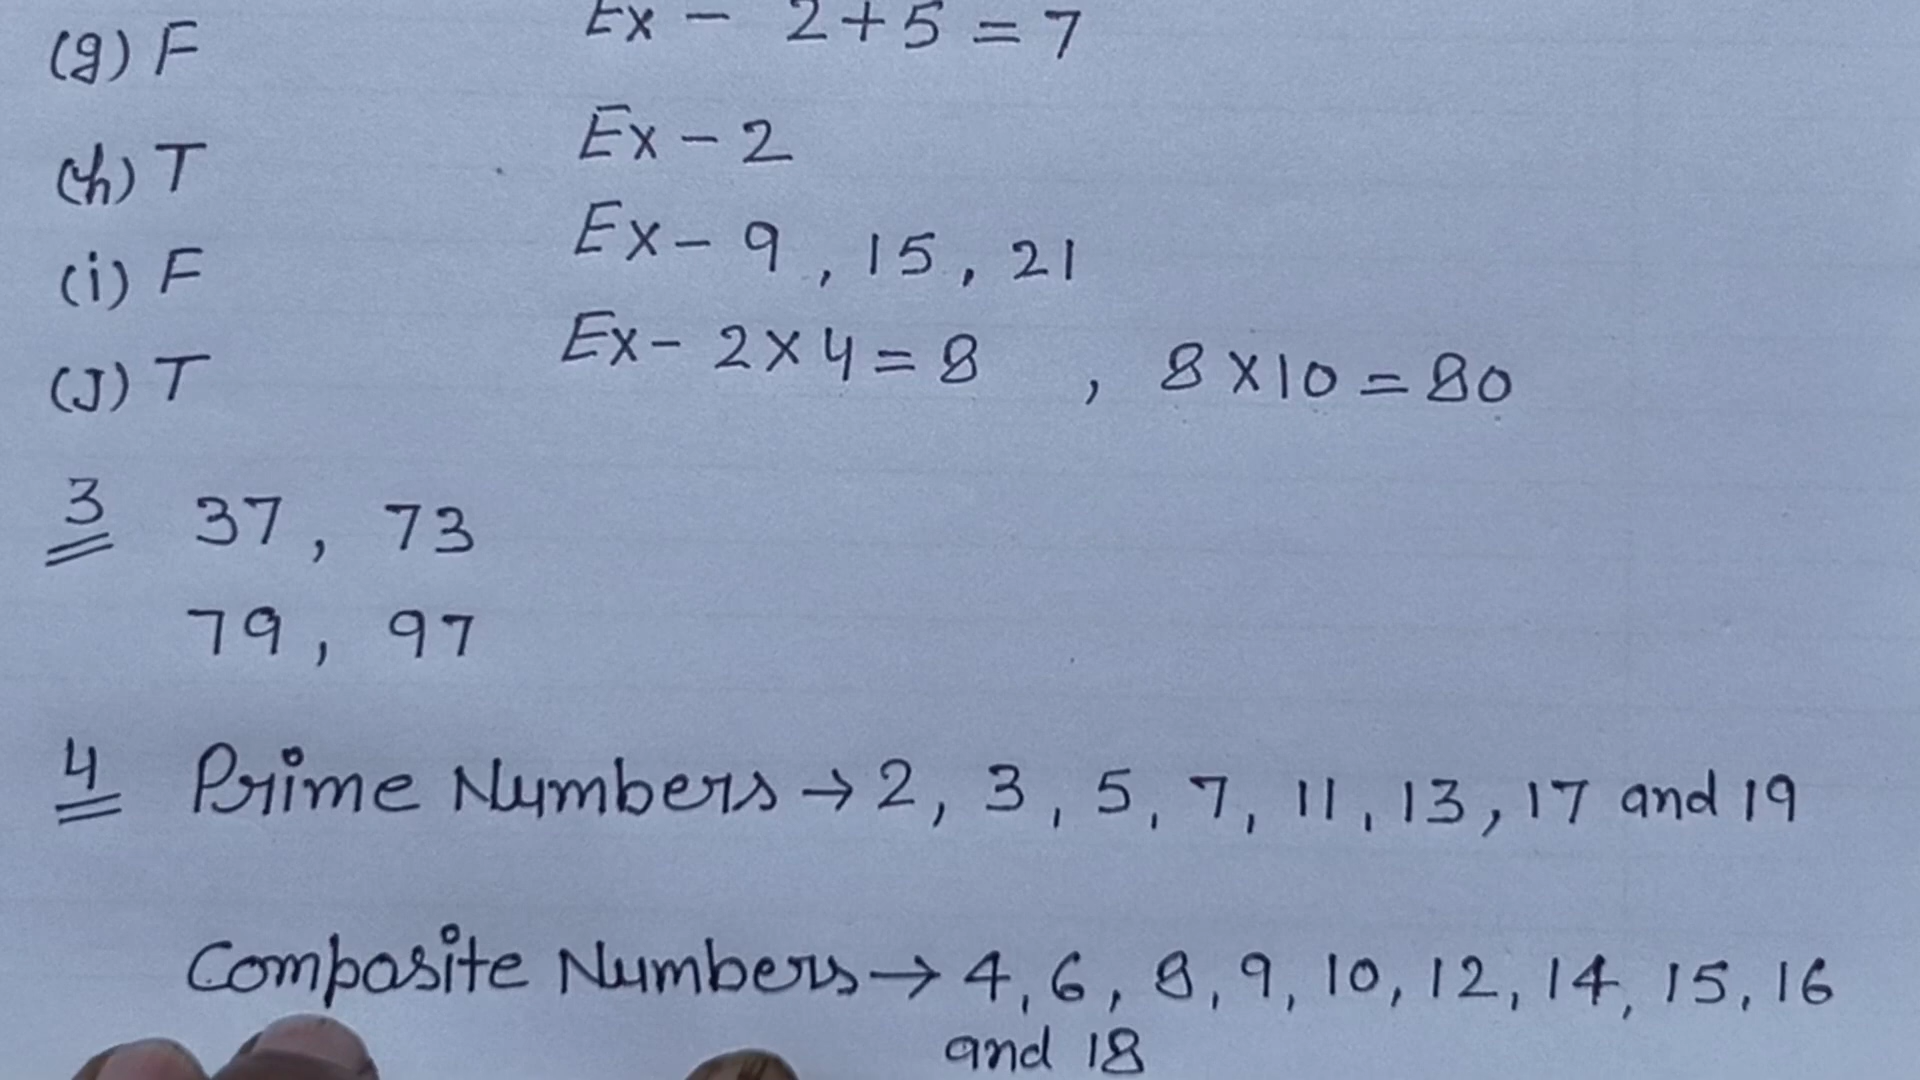 (g) F Ex - 2+5 = 7
(h) T Ex - 2
(i) F Ex - 9, 15, 21
(J) T Ex - 2 × 4 = 8 , 8 × 10 = 80
3 37, 73
79, 97
4 Prime Numbers → 2, 3, 5, 7, 11, 13, 17 and 19
Composite Numbers → 4, 6, 8, 9, 10, 12, 14, 15, 16
and 18